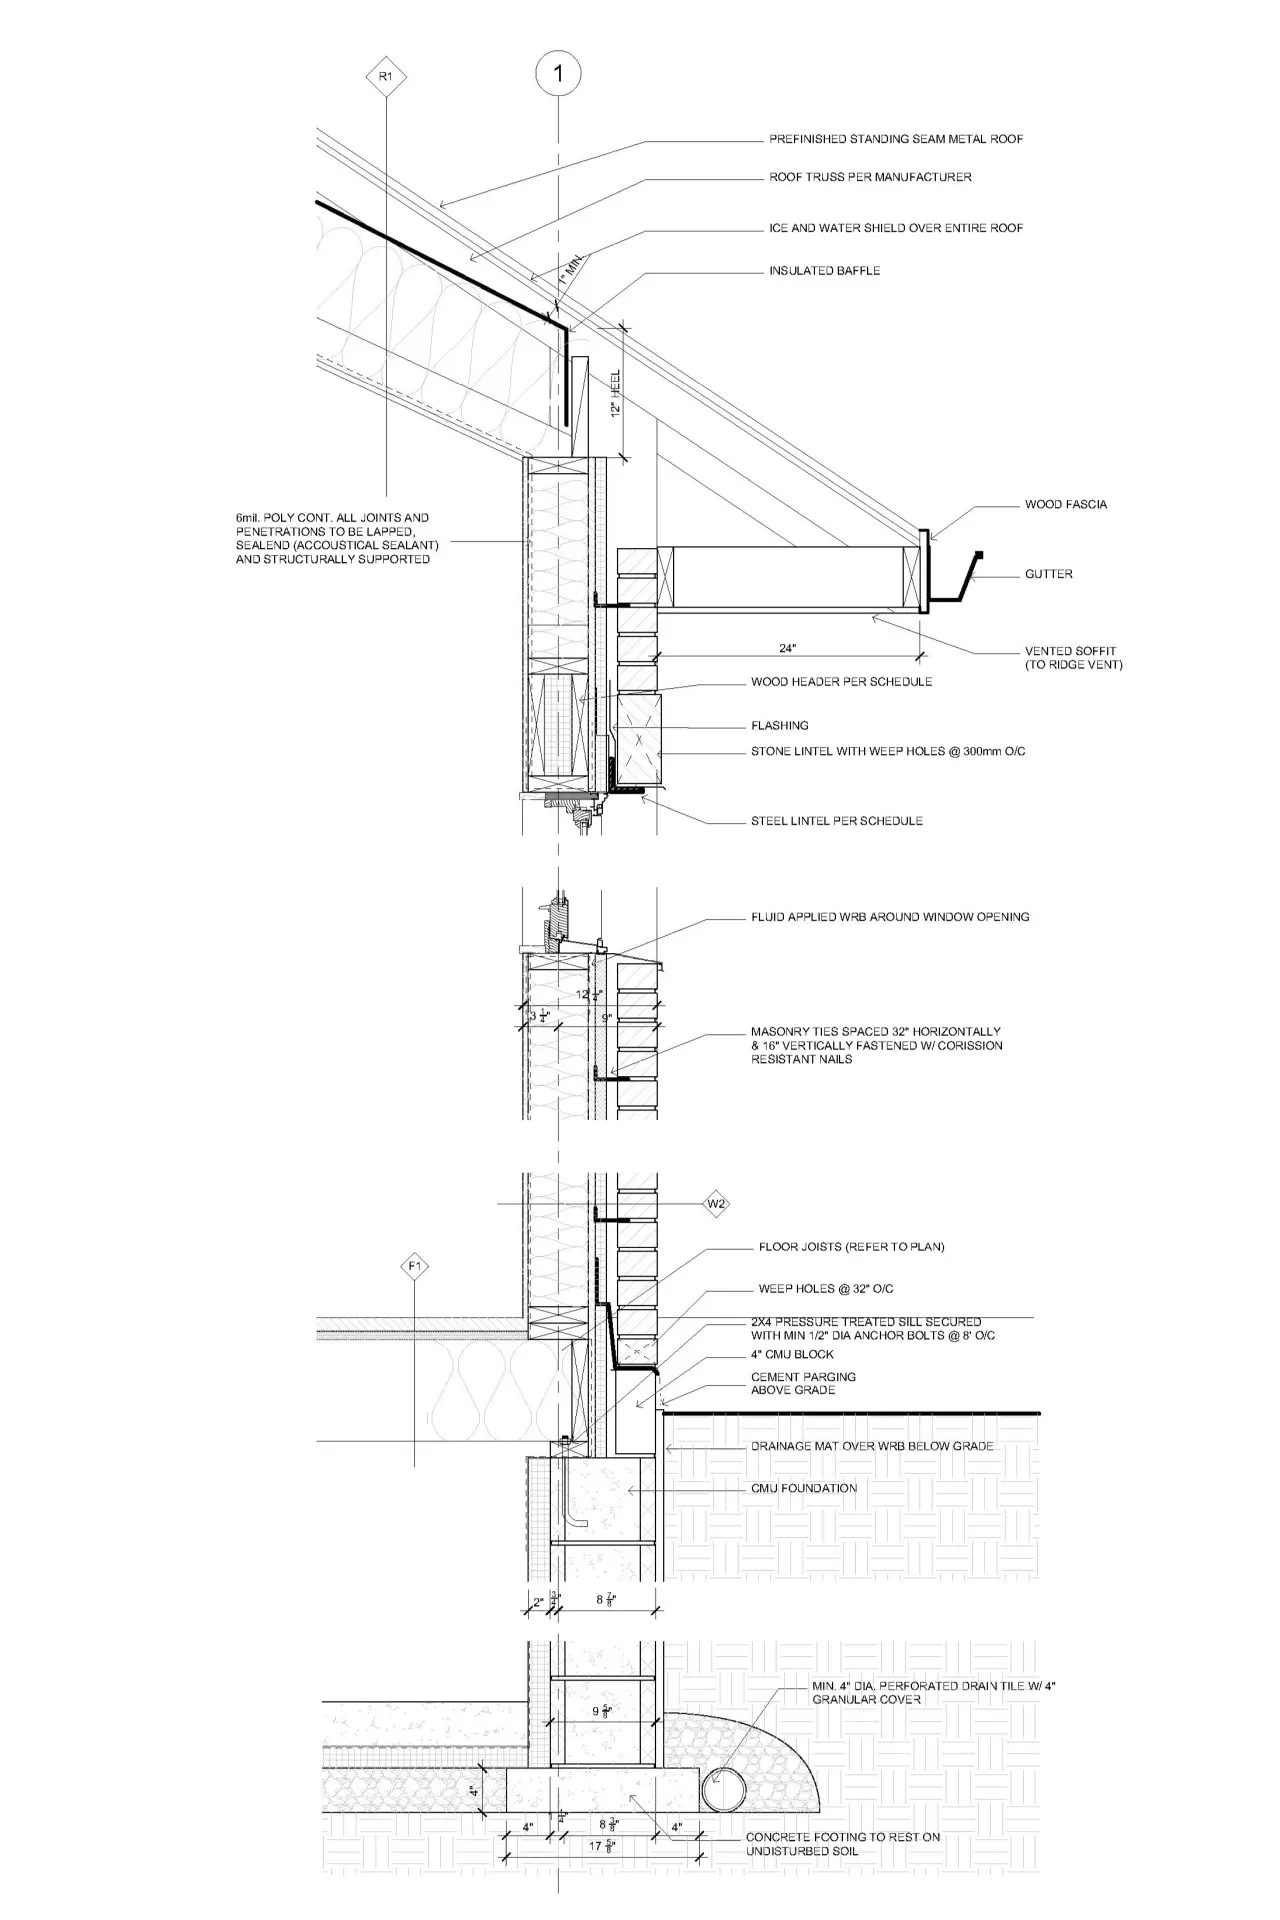 R1
1
PREFINISHED STANDING SEAM METAL ROOF
ROOF TRUSS PER MANUFACTURER
ICE AND WATER SHIELD OVER ENTIRE ROOF
1" MIN.
INSULATED BAFFLE
12" HEEL
WOOD FASCIA
6mil. POLY CONT. ALL JOINTS AND
PENETRATIONS TO BE LAPPED,
SEALEND (ACCOUSTICAL SEALANT)
AND STRUCTURALLY SUPPORTED
GUTTER
24"
VENTED SOFFIT
(TO RIDGE VENT)
WOOD HEADER PER SCHEDULE
FLASHING
STONE LINTEL WITH WEEP HOLES @ 300mm O/C
STEEL LINTEL PER SCHEDULE
FLUID APPLIED WRB AROUND WINDOW OPENING
12 1/4"
3 1/4" 9"
MASONRY TIES SPACED 32" HORIZONTALLY
& 16" VERTICALLY FASTENED W/ CORISSION
RESISTANT NAILS
W2
FLOOR JOISTS (REFER TO PLAN)
F1
WEEP HOLES @ 32" O/C
2X4 PRESSURE TREATED SILL SECURED
WITH MIN 1/2" DIA ANCHOR BOLTS @ 8' O/C
4" CMU BLOCK
CEMENT PARGING
ABOVE GRADE
DRAINAGE MAT OVER WRB BELOW GRADE
CMU FOUNDATION
2" 3/4" 8 7/8"
MIN. 4" DIA. PERFORATED DRAIN TILE W/ 4"
GRANULAR COVER
9 5/8"
4"
4" 1/4" 8 3/8" 4"
CONCRETE FOOTING TO REST ON
UNDISTURBED SOIL
17 5/8"